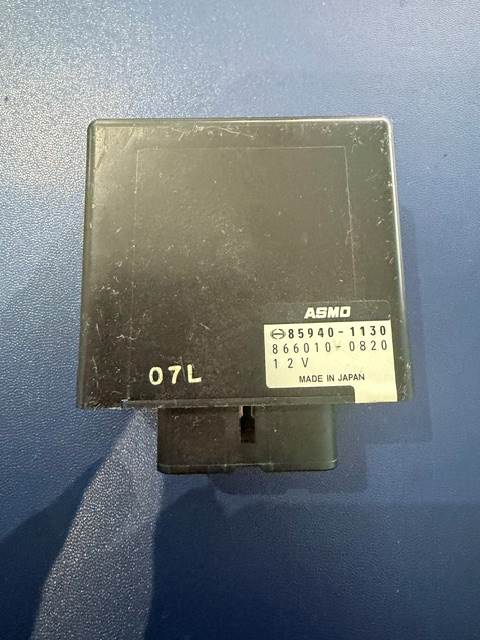 ASMO
85940-1130
866010-0820
12V
MADE IN JAPAN
07L